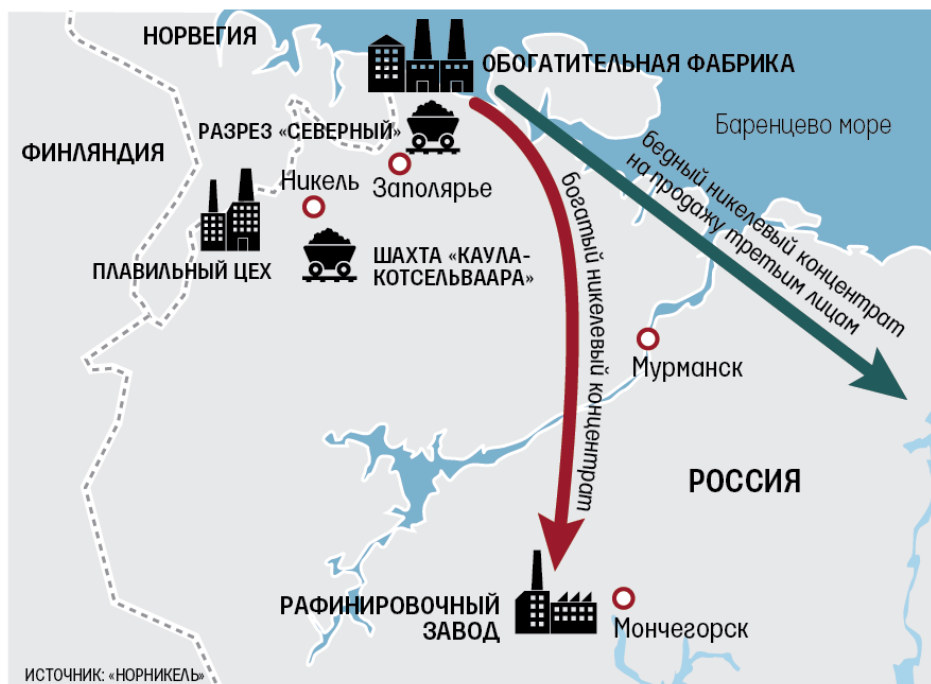 НОРВЕГИЯ
ОБОГАТИТЕЛЬНАЯ ФАБРИКА
Баренцево море
РАЗРЕЗ «СЕВЕРНЫЙ»
ФИНЛЯНДИЯ
Никель
Заполярье
бедный никелевый концентрат
на продажу третьим лицам
богатый никелевый концентрат
ПЛАВИЛЬНЫЙ ЦЕХ
ШАХТА «КАУЛА-
КОТСЕЛЬВААРА»
Мурманск
РОССИЯ
РАФИНИРОВОЧНЫЙ
ЗАВОД
Мончегорск
ИСТОЧНИК: «НОРНИКЕЛЬ»